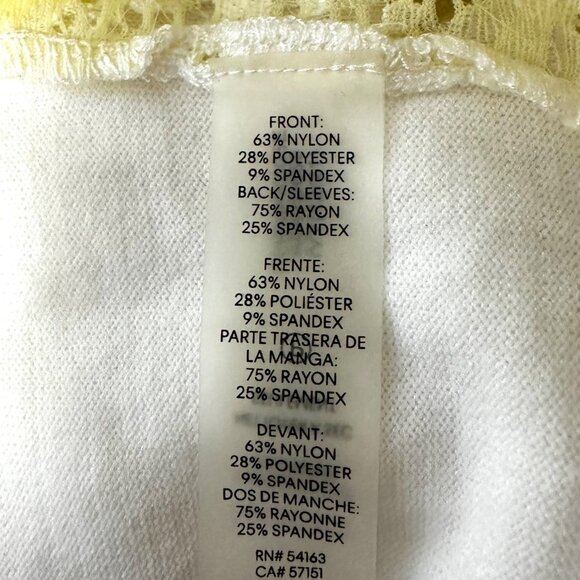 FRONT:
63% NYLON
28% POLYESTER
9% SPANDEX
BACK/SLEEVES:
75% RAYON
25% SPANDEX
FRENTE:
63% NYLON
28% POLIÉSTER
9% SPANDEX
PARTE TRASERA DE
LA MANGA:
75% RAYON
25% SPANDEX
DEVANT:
63% NYLON
28% POLYESTER
9% SPANDEX
DOS DE MANCHE:
75% RAYONNE
25% SPANDEX
RN# 54163
CA# 57151